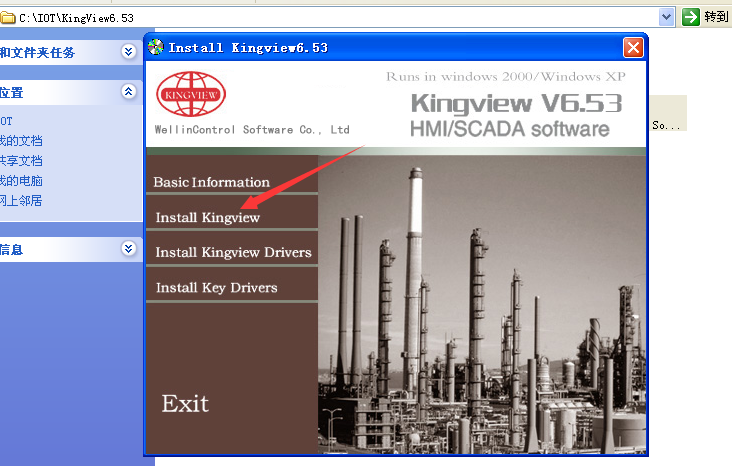 C:\IOT\KingView6.53
转到
和文件夹任务
Install Kingview6.53
KINGVIEW
WellinControl Software Co., Ltd
Runs in windows 2000/Windows XP
Kingview V6.53
HMI/SCADA software
位置
OT
我的文档
共享文档
我的电脑
网上邻居
信息
So...
Basic Information
Install Kingview
Install Kingview Drivers
Install Key Drivers
Exit